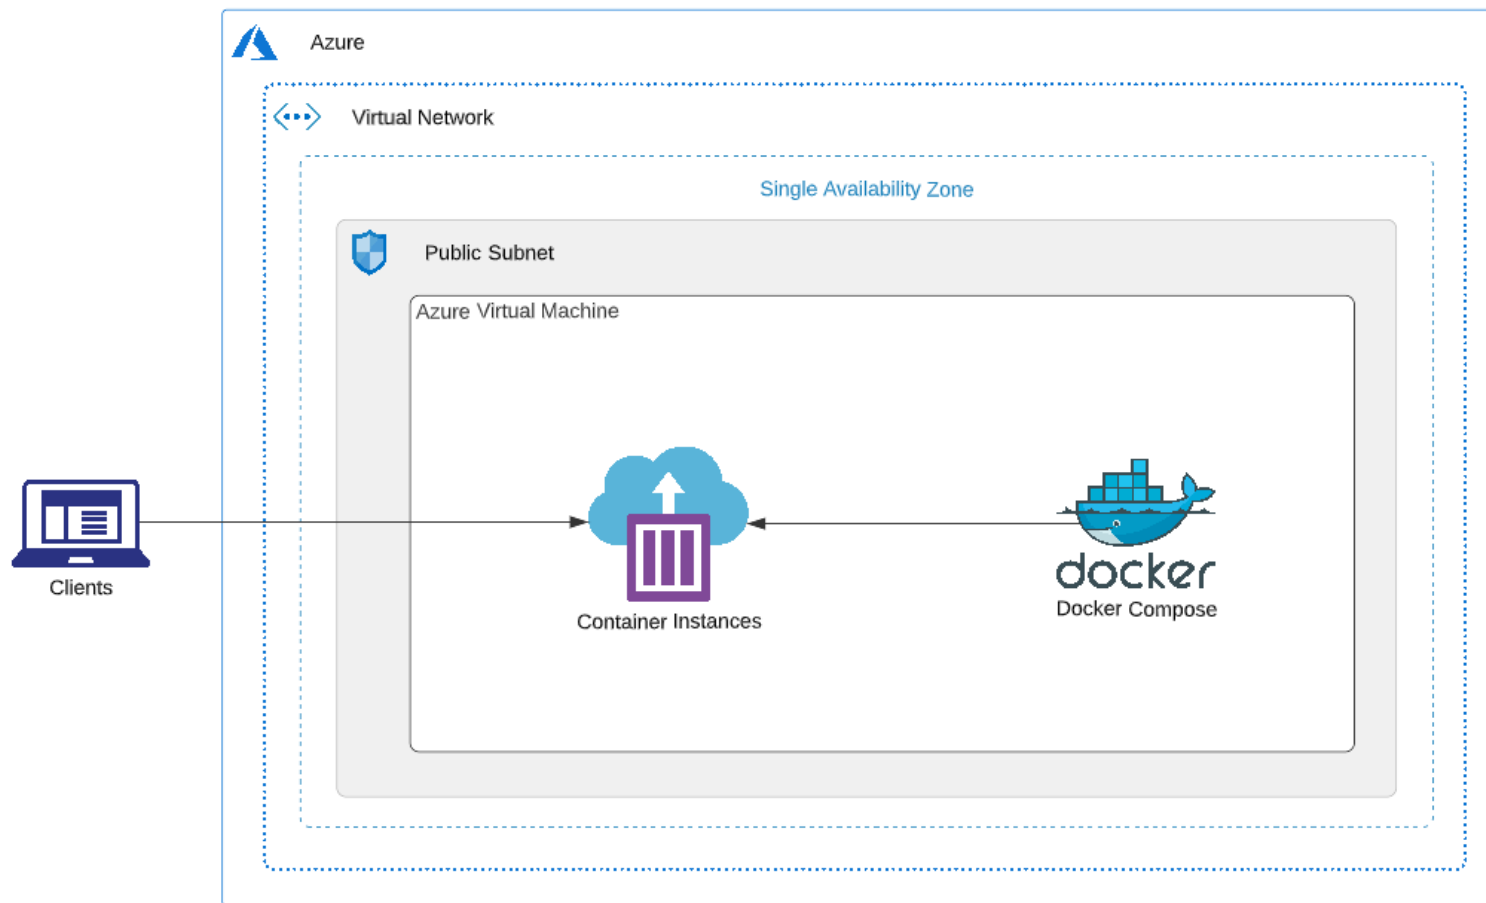 Azure
Virtual Network
Single Availability Zone
Public Subnet
Azure Virtual Machine
Clients
Container Instances
docker
Docker Compose